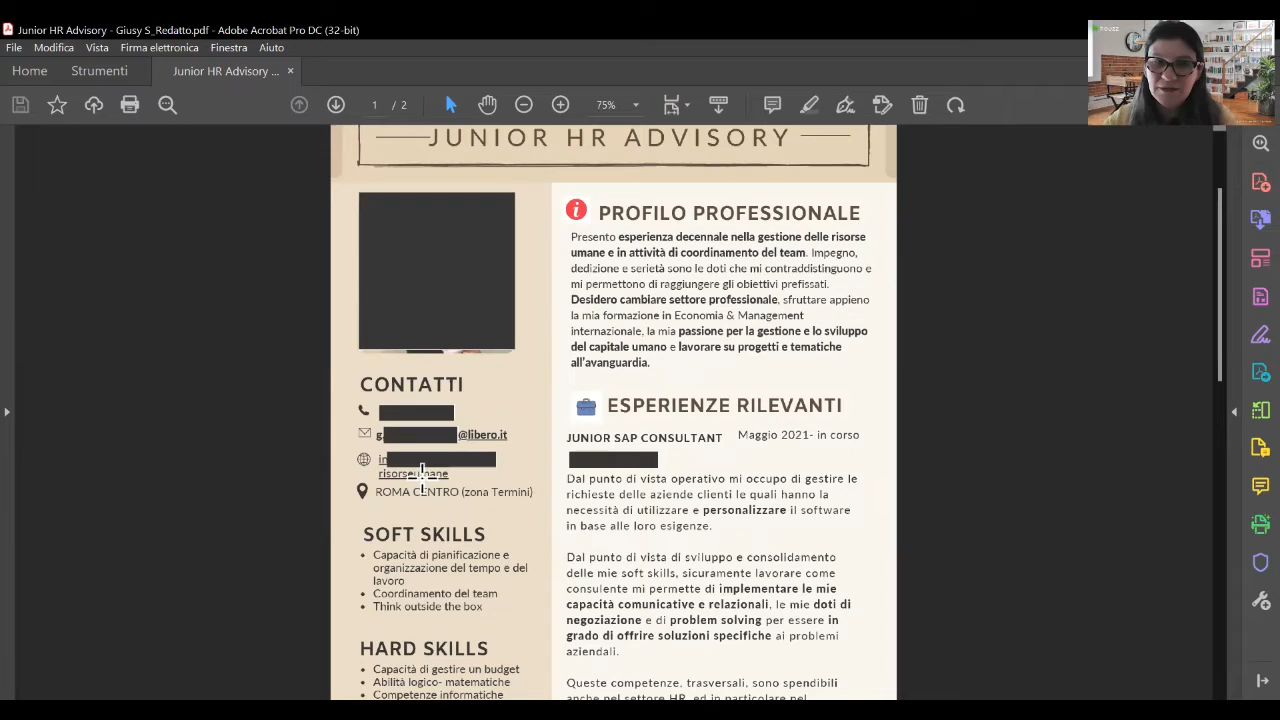 Junior HR Advisory - Giusy S_Redatto.pdf - Adobe Acrobat Pro DC (32-bit)
File Modifica Vista Firma elettronica Finestra Aiuto
Home Strumenti Junior HR Advisory ... ×
1 / 2 75%
houzz
JUNIOR HR ADVISORY
CONTATTI
g @libero.it
in
risorseumane
ROMA CENTRO (zona Termini)
SOFT SKILLS
• Capacità di pianificazione e
organizzazione del tempo e del
lavoro
• Coordinamento del team
• Think outside the box
HARD SKILLS
• Capacità di gestire un budget
• Abilità logico- matematiche
• Competenze informatiche
PROFILO PROFESSIONALE
Presento esperienza decennale nella gestione delle risorse
umane e in attività di coordinamento del team. Impegno,
dedizione e serietà sono le doti che mi contraddistinguono e
mi permettono di raggiungere gli obiettivi prefissati.
Desidero cambiare settore professionale, sfruttare appieno
la mia formazione in Economia & Management
internazionale, la mia passione per la gestione e lo sviluppo
del capitale umano e lavorare su progetti e tematiche
all'avanguardia.
ESPERIENZE RILEVANTI
JUNIOR SAP CONSULTANT Maggio 2021- in corso
Dal punto di vista operativo mi occupo di gestire le
richieste delle aziende clienti le quali hanno la
necessità di utilizzare e personalizzare il software
in base alle loro esigenze.
Dal punto di vista di sviluppo e consolidamento
delle mie soft skills, sicuramente lavorare come
consulente mi permette di implementare le mie
capacità comunicative e relazionali, le mie doti di
negoziazione e di problem solving per essere in
grado di offrire soluzioni specifiche ai problemi
aziendali.
Queste competenze, trasversali, sono spendibili
anche nel settore HR, ed in particolare nel